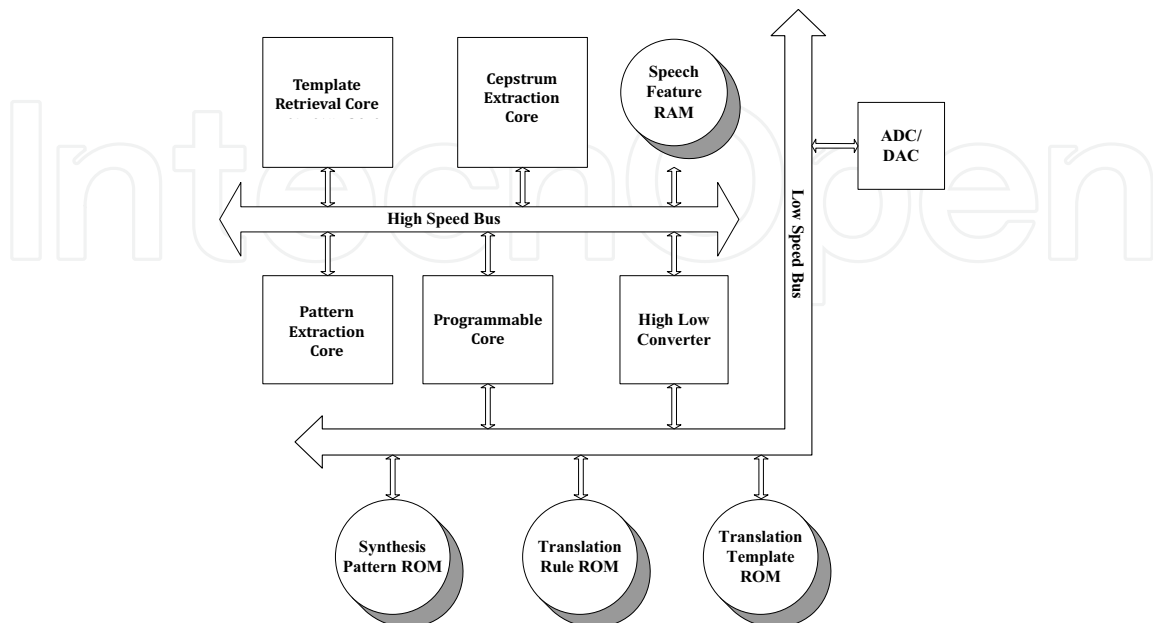 Template
Retrieval Core
Cepstrum
Extraction
Core
Speech
Feature
RAM
ADC/
DAC
High Speed Bus
Low Speed Bus
Pattern
Extraction
Core
Programmable
Core
High Low
Converter
Synthesis
Pattern ROM
Translation
Rule ROM
Translation
Template
ROM
IntechOpen